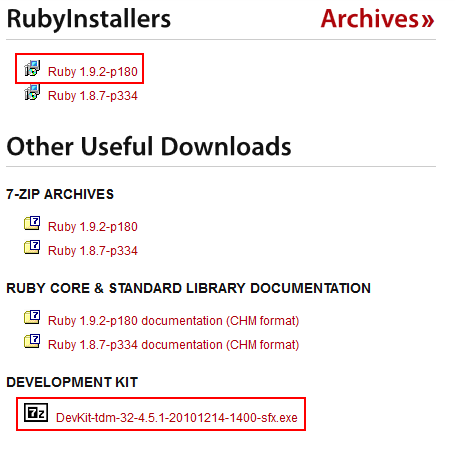 RubyInstallers Archives»
Ruby 1.9.2-p180
Ruby 1.8.7-p334
Other Useful Downloads
7-ZIP ARCHIVES
Ruby 1.9.2-p180
Ruby 1.8.7-p334
RUBY CORE & STANDARD LIBRARY DOCUMENTATION
Ruby 1.9.2-p180 documentation (CHM format)
Ruby 1.8.7-p334 documentation (CHM format)
DEVELOPMENT KIT
7z DevKit-tdm-32-4.5.1-20101214-1400-sfx.exe